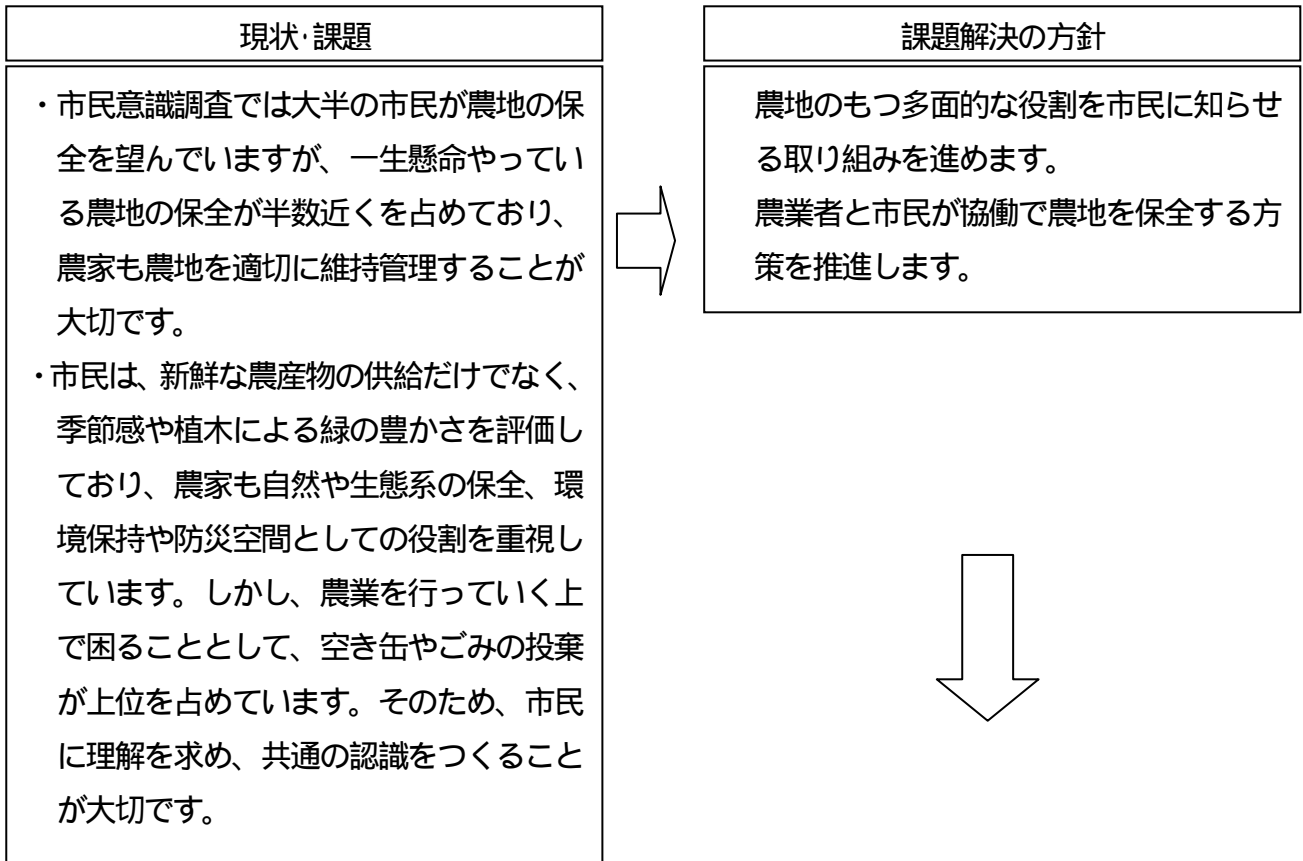 現状・課題
・市民意識調査では大半の市民が農地の保
全を望んでいますが、一生懸命やってい
る農地の保全が半数近くを占めており、
農家も農地を適切に維持管理することが
大切です。
・市民は、新鮮な農産物の供給だけでなく、
季節感や植木による緑の豊かさを評価し
ており、農家も自然や生態系の保全、環
境保持や防災空間としての役割を重視し
ています。しかし、農業を行っていく上
で困ることとして、空き缶やごみの投棄
が上位を占めています。そのため、市民
に理解を求め、共通の認識をつくること
が大切です。
課題解決の方針
農地のもつ多面的な役割を市民に知らせ
る取り組みを進めます。
農業者と市民が協働で農地を保全する方
策を推進します。